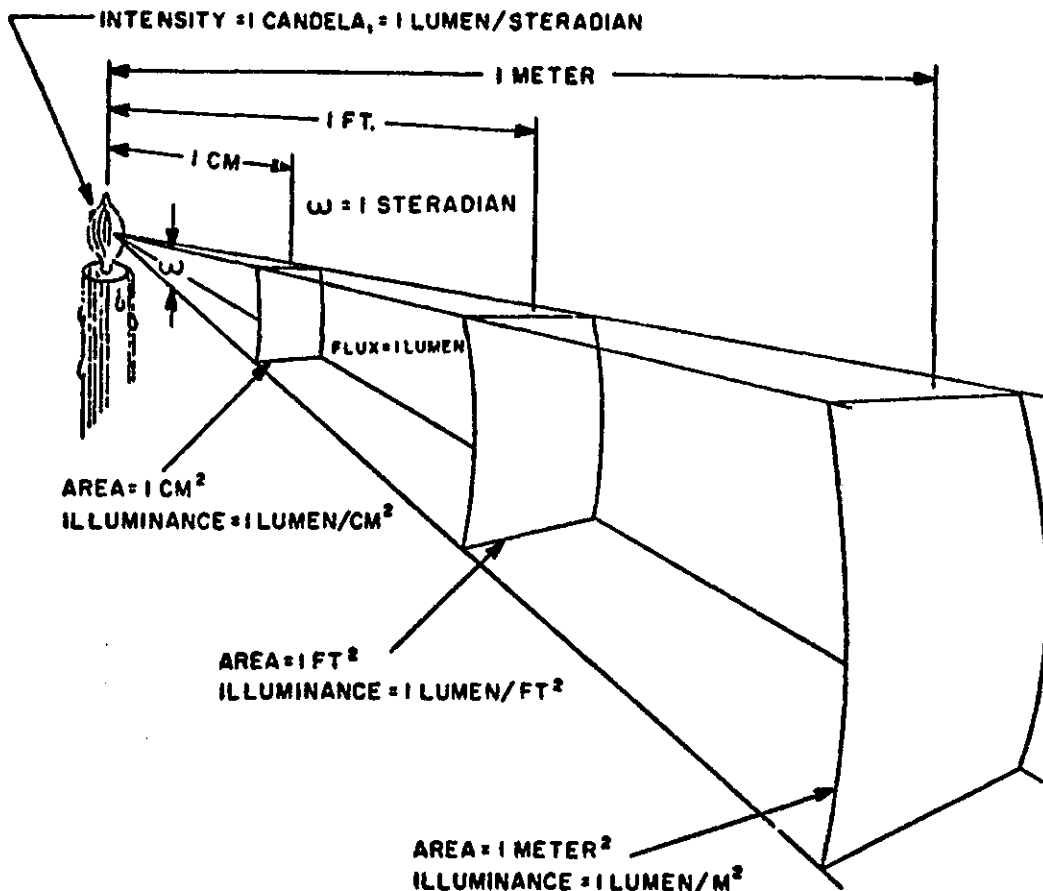 INTENSITY = 1 CANDELA, = 1 LUMEN/STERADIAN
1 METER
1 FT.
1 CM
ω = 1 STERADIAN
ω
FLUX = 1 LUMEN
AREA = 1 CM²
ILLUMINANCE = 1 LUMEN/CM²
AREA = 1 FT²
ILLUMINANCE = 1 LUMEN/FT²
AREA = 1 METER²
ILLUMINANCE = 1 LUMEN/M²